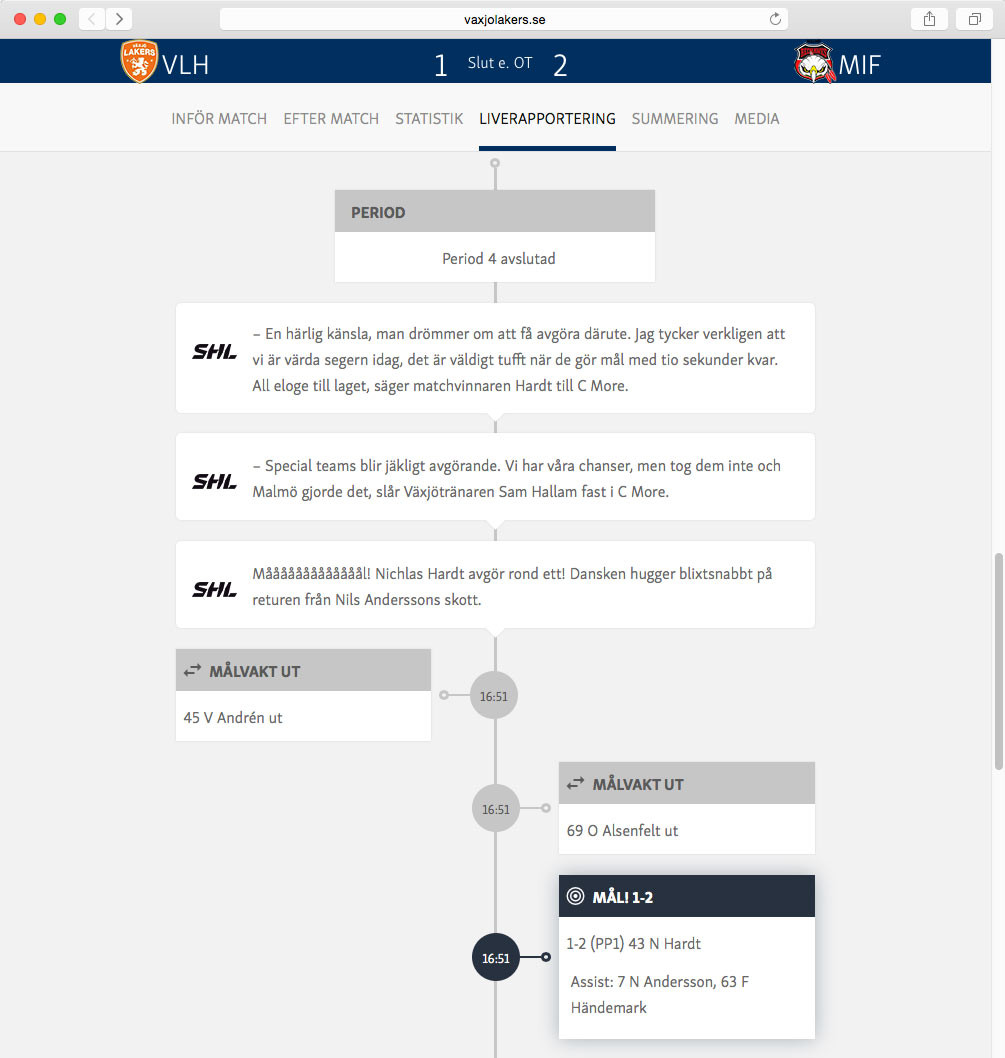 vaxjolakers.se
VÄXJÖ
LAKERS
VLH
1
Slut e. OT
2
MIF
INFÖR MATCH
EFTER MATCH
STATISTIK
LIVERAPPORTERING
SUMMERING
MEDIA
PERIOD
Period 4 avslutad
SHL
– En härlig känsla, man drömmer om att få avgöra därute. Jag tycker verkligen att
vi är värda segern idag, det är väldigt tufft när de gör mål med tio sekunder kvar.
All eloge till laget, säger matchvinnaren Hardt till C More.
SHL
– Special teams blir jäkligt avgörande. Vi har våra chanser, men tog dem inte och
Malmö gjorde det, slår Växjötränaren Sam Hallam fast i C More.
SHL
Mååååååååååååål! Nichlas Hardt avgör rond ett! Dansken hugger blixtsnabbt på
returen från Nils Anderssons skott.
MÅLVAKT UT
45 V Andrén ut
16:51
MÅLVAKT UT
69 O Alsenfelt ut
16:51
MÅL! 1-2
1-2 (PP1) 43 N Hardt
Assist: 7 N Andersson, 63 F
Händemark
16:51